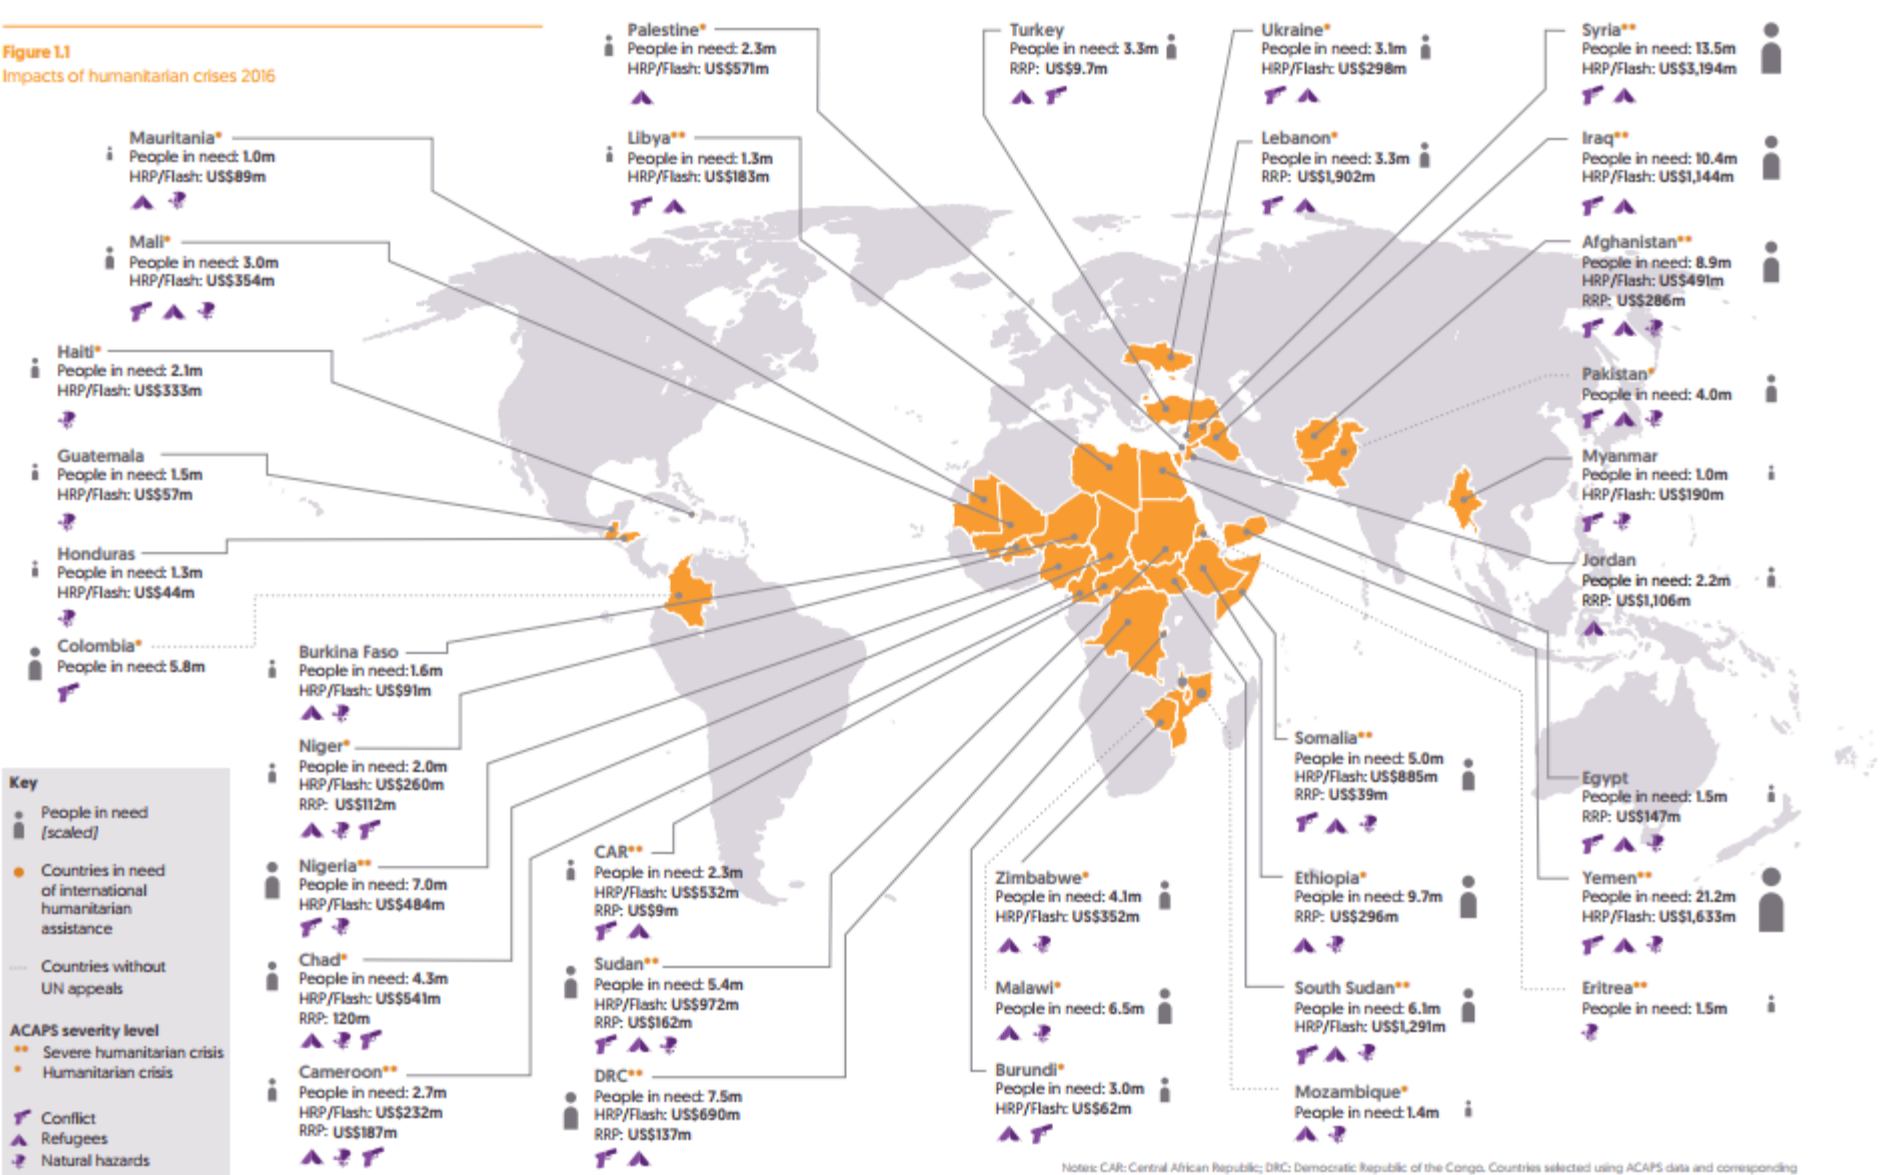 Figure 1.1
Impacts of humanitarian crises 2016
Palestine*
People in need: 2.3m
HRP/Flash: US$571m
Turkey
People in need: 3.3m
RRP: US$9.7m
Ukraine*
People in need: 3.1m
HRP/Flash: US$298m
Syria**
People in need: 13.5m
HRP/Flash: US$3,194m
Mauritania*
People in need: 1.0m
HRP/Flash: US$89m
Libya**
People in need: 1.3m
HRP/Flash: US$183m
Lebanon*
People in need: 3.3m
RRP: US$1,902m
Iraq**
People in need: 10.4m
HRP/Flash: US$1,144m
Mali*
People in need: 3.0m
HRP/Flash: US$354m
Afghanistan**
People in need: 8.9m
HRP/Flash: US$491m
RRP: US$286m
Haiti*
People in need: 2.1m
HRP/Flash: US$333m
Pakistan*
People in need: 4.0m
Guatemala
People in need: 1.5m
HRP/Flash: US$57m
Myanmar
People in need: 1.0m
HRP/Flash: US$190m
Honduras
People in need: 1.3m
HRP/Flash: US$44m
Jordan
People in need: 2.2m
RRP: US$1,106m
Colombia*
People in need: 5.8m
Burkina Faso
People in need: 1.6m
HRP/Flash: US$91m
Niger*
People in need: 2.0m
HRP/Flash: US$260m
RRP: US$112m
Nigeria**
People in need: 7.0m
HRP/Flash: US$484m
Chad*
People in need: 4.3m
HRP/Flash: US$541m
RRP: 120m
Cameroon**
People in need: 2.7m
HRP/Flash: US$232m
RRP: US$187m
CAR**
People in need: 2.3m
HRP/Flash: US$532m
RRP: US$9m
Sudan**
People in need: 5.4m
HRP/Flash: US$972m
RRP: US$162m
DRC**
People in need: 7.5m
HRP/Flash: US$690m
RRP: US$137m
Zimbabwe*
People in need: 4.1m
HRP/Flash: US$352m
Malawi*
People in need: 6.5m
Burundi*
People in need: 3.0m
HRP/Flash: US$62m
Somalia**
People in need: 5.0m
HRP/Flash: US$885m
RRP: US$39m
Ethiopia*
People in need: 9.7m
RRP: US$296m
South Sudan**
People in need: 6.1m
HRP/Flash: US$1,291m
Mozambique*
People in need: 1.4m
Egypt
People in need: 1.5m
RRP: US$147m
Yemen**
People in need: 21.2m
HRP/Flash: US$1,633m
Eritrea**
People in need: 1.5m
Key
People in need
[scaled]
Countries in need
of international
humanitarian
assistance
Countries without
UN appeals
ACAPS severity level
** Severe humanitarian crisis
* Humanitarian crisis
Conflict
Refugees
Natural hazards
Notes: CAR: Central African Republic; DRC: Democratic Republic of the Congo. Countries selected using ACAPS data and corresponding